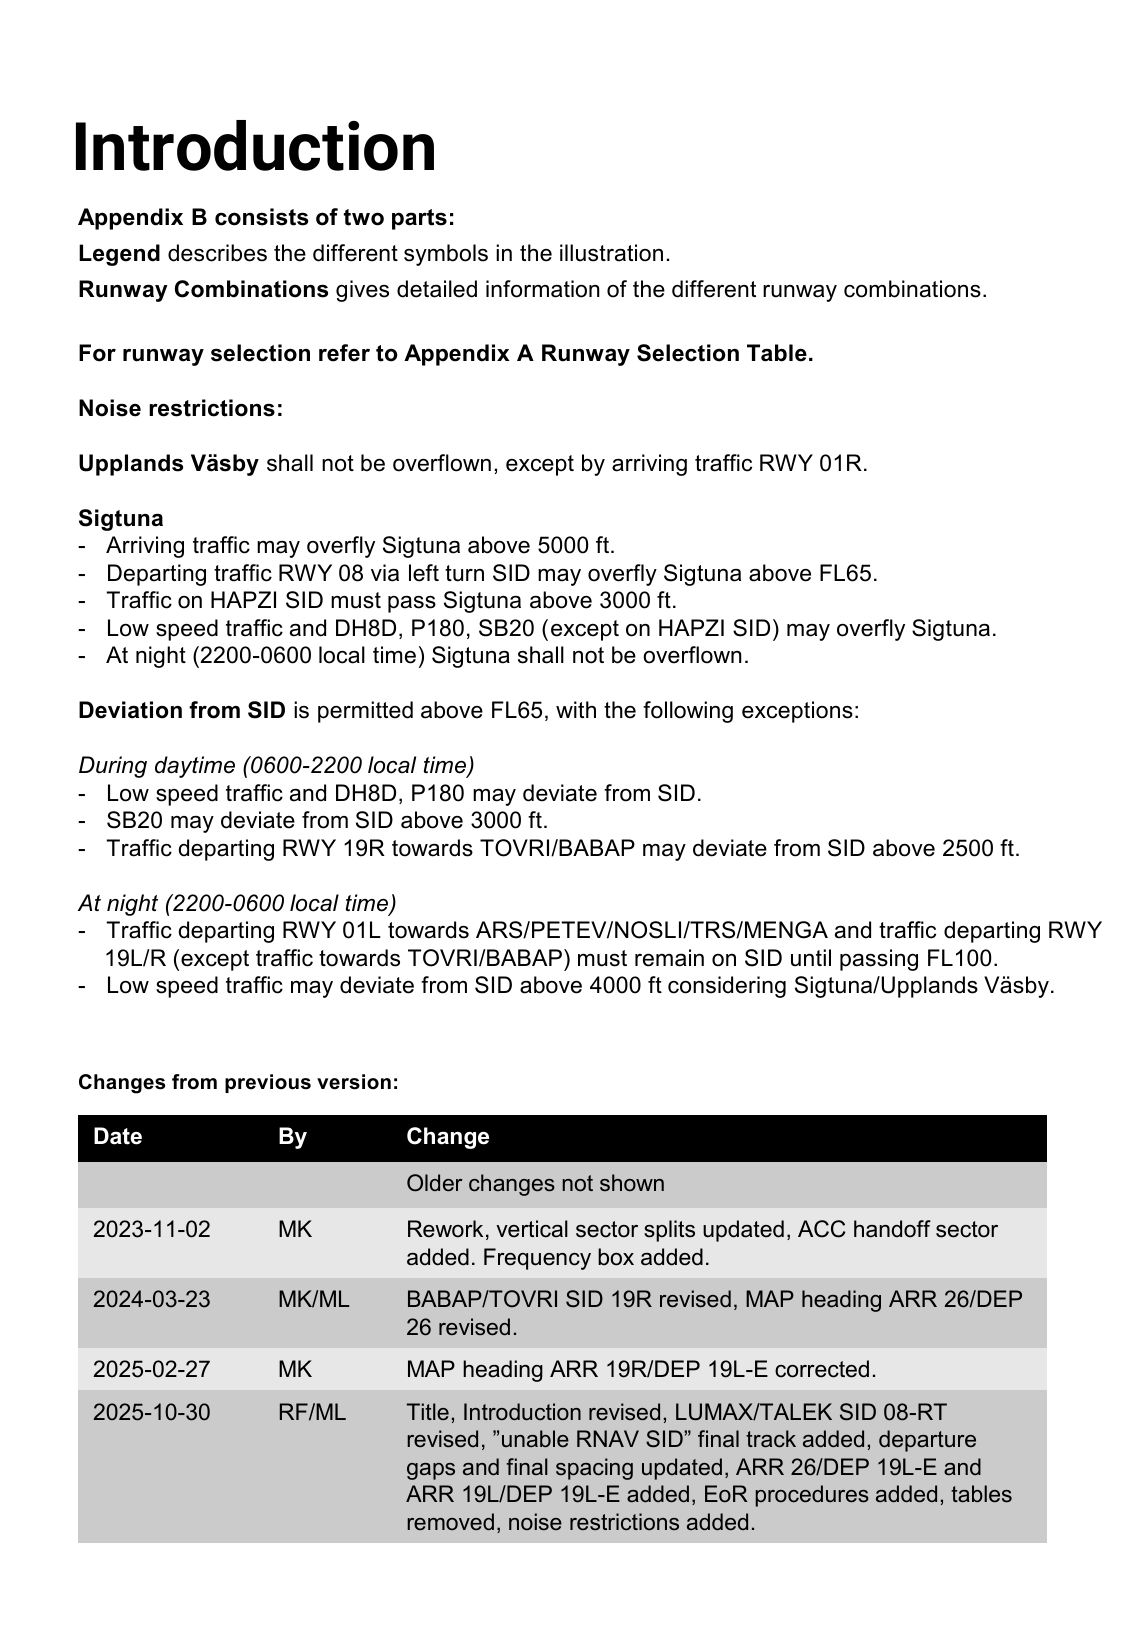 Introduction
Appendix B consists of two parts:
Legend describes the different symbols in the illustration.
Runway Combinations gives detailed information of the different runway combinations.
For runway selection refer to Appendix A Runway Selection Table.
Noise restrictions:
Upplands Väsby shall not be overflown, except by arriving traffic RWY 01R.
Sigtuna
- Arriving traffic may overfly Sigtuna above 5000 ft.
- Departing traffic RWY 08 via left turn SID may overfly Sigtuna above FL65.
- Traffic on HAPZI SID must pass Sigtuna above 3000 ft.
- Low speed traffic and DH8D, P180, SB20 (except on HAPZI SID) may overfly Sigtuna.
- At night (2200-0600 local time) Sigtuna shall not be overflown.
Deviation from SID is permitted above FL65, with the following exceptions:
During daytime (0600-2200 local time)
- Low speed traffic and DH8D, P180 may deviate from SID.
- SB20 may deviate from SID above 3000 ft.
- Traffic departing RWY 19R towards TOVRI/BABAP may deviate from SID above 2500 ft.
At night (2200-0600 local time)
- Traffic departing RWY 01L towards ARS/PETEV/NOSLI/TRS/MENGA and traffic departing RWY
19L/R (except traffic towards TOVRI/BABAP) must remain on SID until passing FL100.
- Low speed traffic may deviate from SID above 4000 ft considering Sigtuna/Upplands Väsby.
Changes from previous version:
Date By Change
Older changes not shown
2023-11-02 MK Rework, vertical sector splits updated, ACC handoff sector
added. Frequency box added.
2024-03-23 MK/ML BABAP/TOVRI SID 19R revised, MAP heading ARR 26/DEP
26 revised.
2025-02-27 MK MAP heading ARR 19R/DEP 19L-E corrected.
2025-10-30 RF/ML Title, Introduction revised, LUMAX/TALEK SID 08-RT
revised, ”unable RNAV SID” final track added, departure
gaps and final spacing updated, ARR 26/DEP 19L-E and
ARR 19L/DEP 19L-E added, EoR procedures added, tables
removed, noise restrictions added.